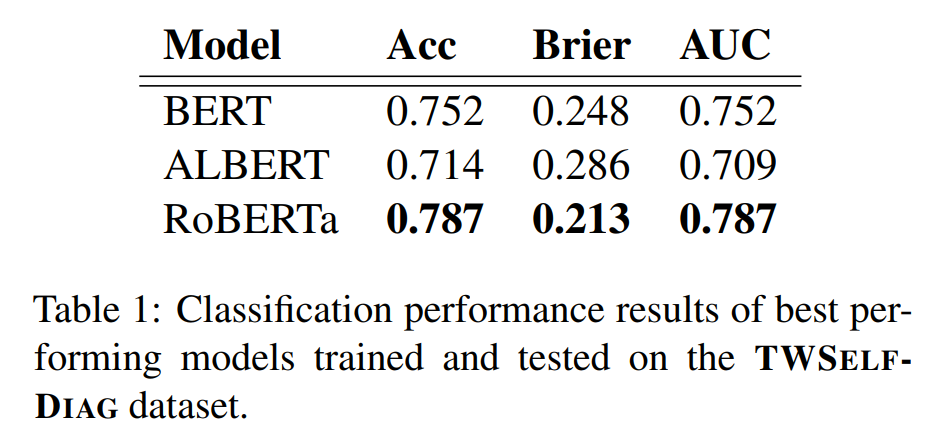 Model Acc Brier AUC
BERT 0.752 0.248 0.752
ALBERT 0.714 0.286 0.709
RoBERTa 0.787 0.213 0.787
Table 1: Classification performance results of best per-
forming models trained and tested on the TWSELF-
DIAG dataset.